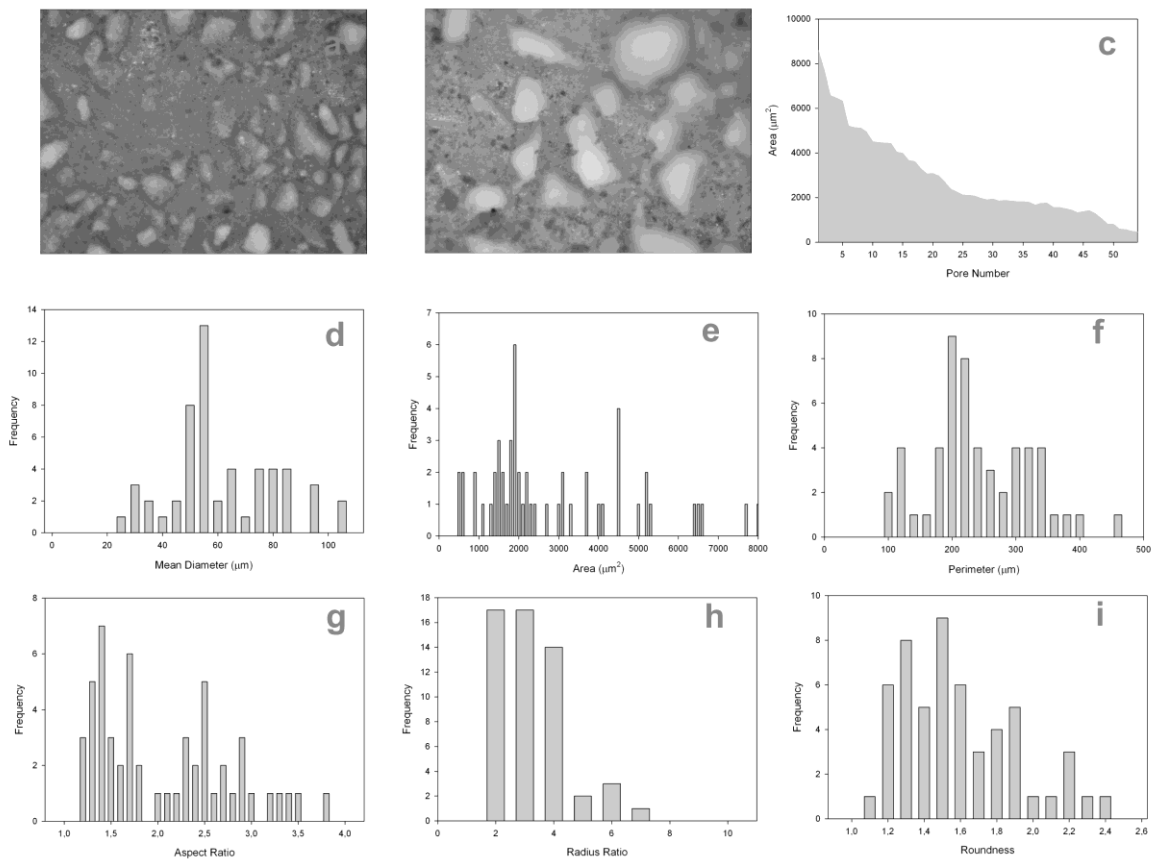 a
c
10000
8000
6000
4000
2000
0
Area (μm²)
5 10 15 20 25 30 35 40 45 50
Pore Number
d
14
12
10
8
6
4
2
0
Frequency
0 20 40 60 80 100
Mean Diameter (μm)
e
7
6
5
4
3
2
1
0
Frequency
0 1000 2000 3000 4000 5000 6000 7000 8000
Area (μm²)
f
10
8
6
4
2
0
Frequency
0 100 200 300 400 500
Perimeter (μm)
g
8
6
4
2
0
Frequency
1,0 1,5 2,0 2,5 3,0 3,5 4,0
Aspect Ratio
h
18
16
14
12
10
8
6
4
2
0
Frequency
2 4 6 8 10
Radius Ratio
i
10
8
6
4
2
0
Frequency
1,0 1,2 1,4 1,6 1,8 2,0 2,2 2,4 2,6
Roundness